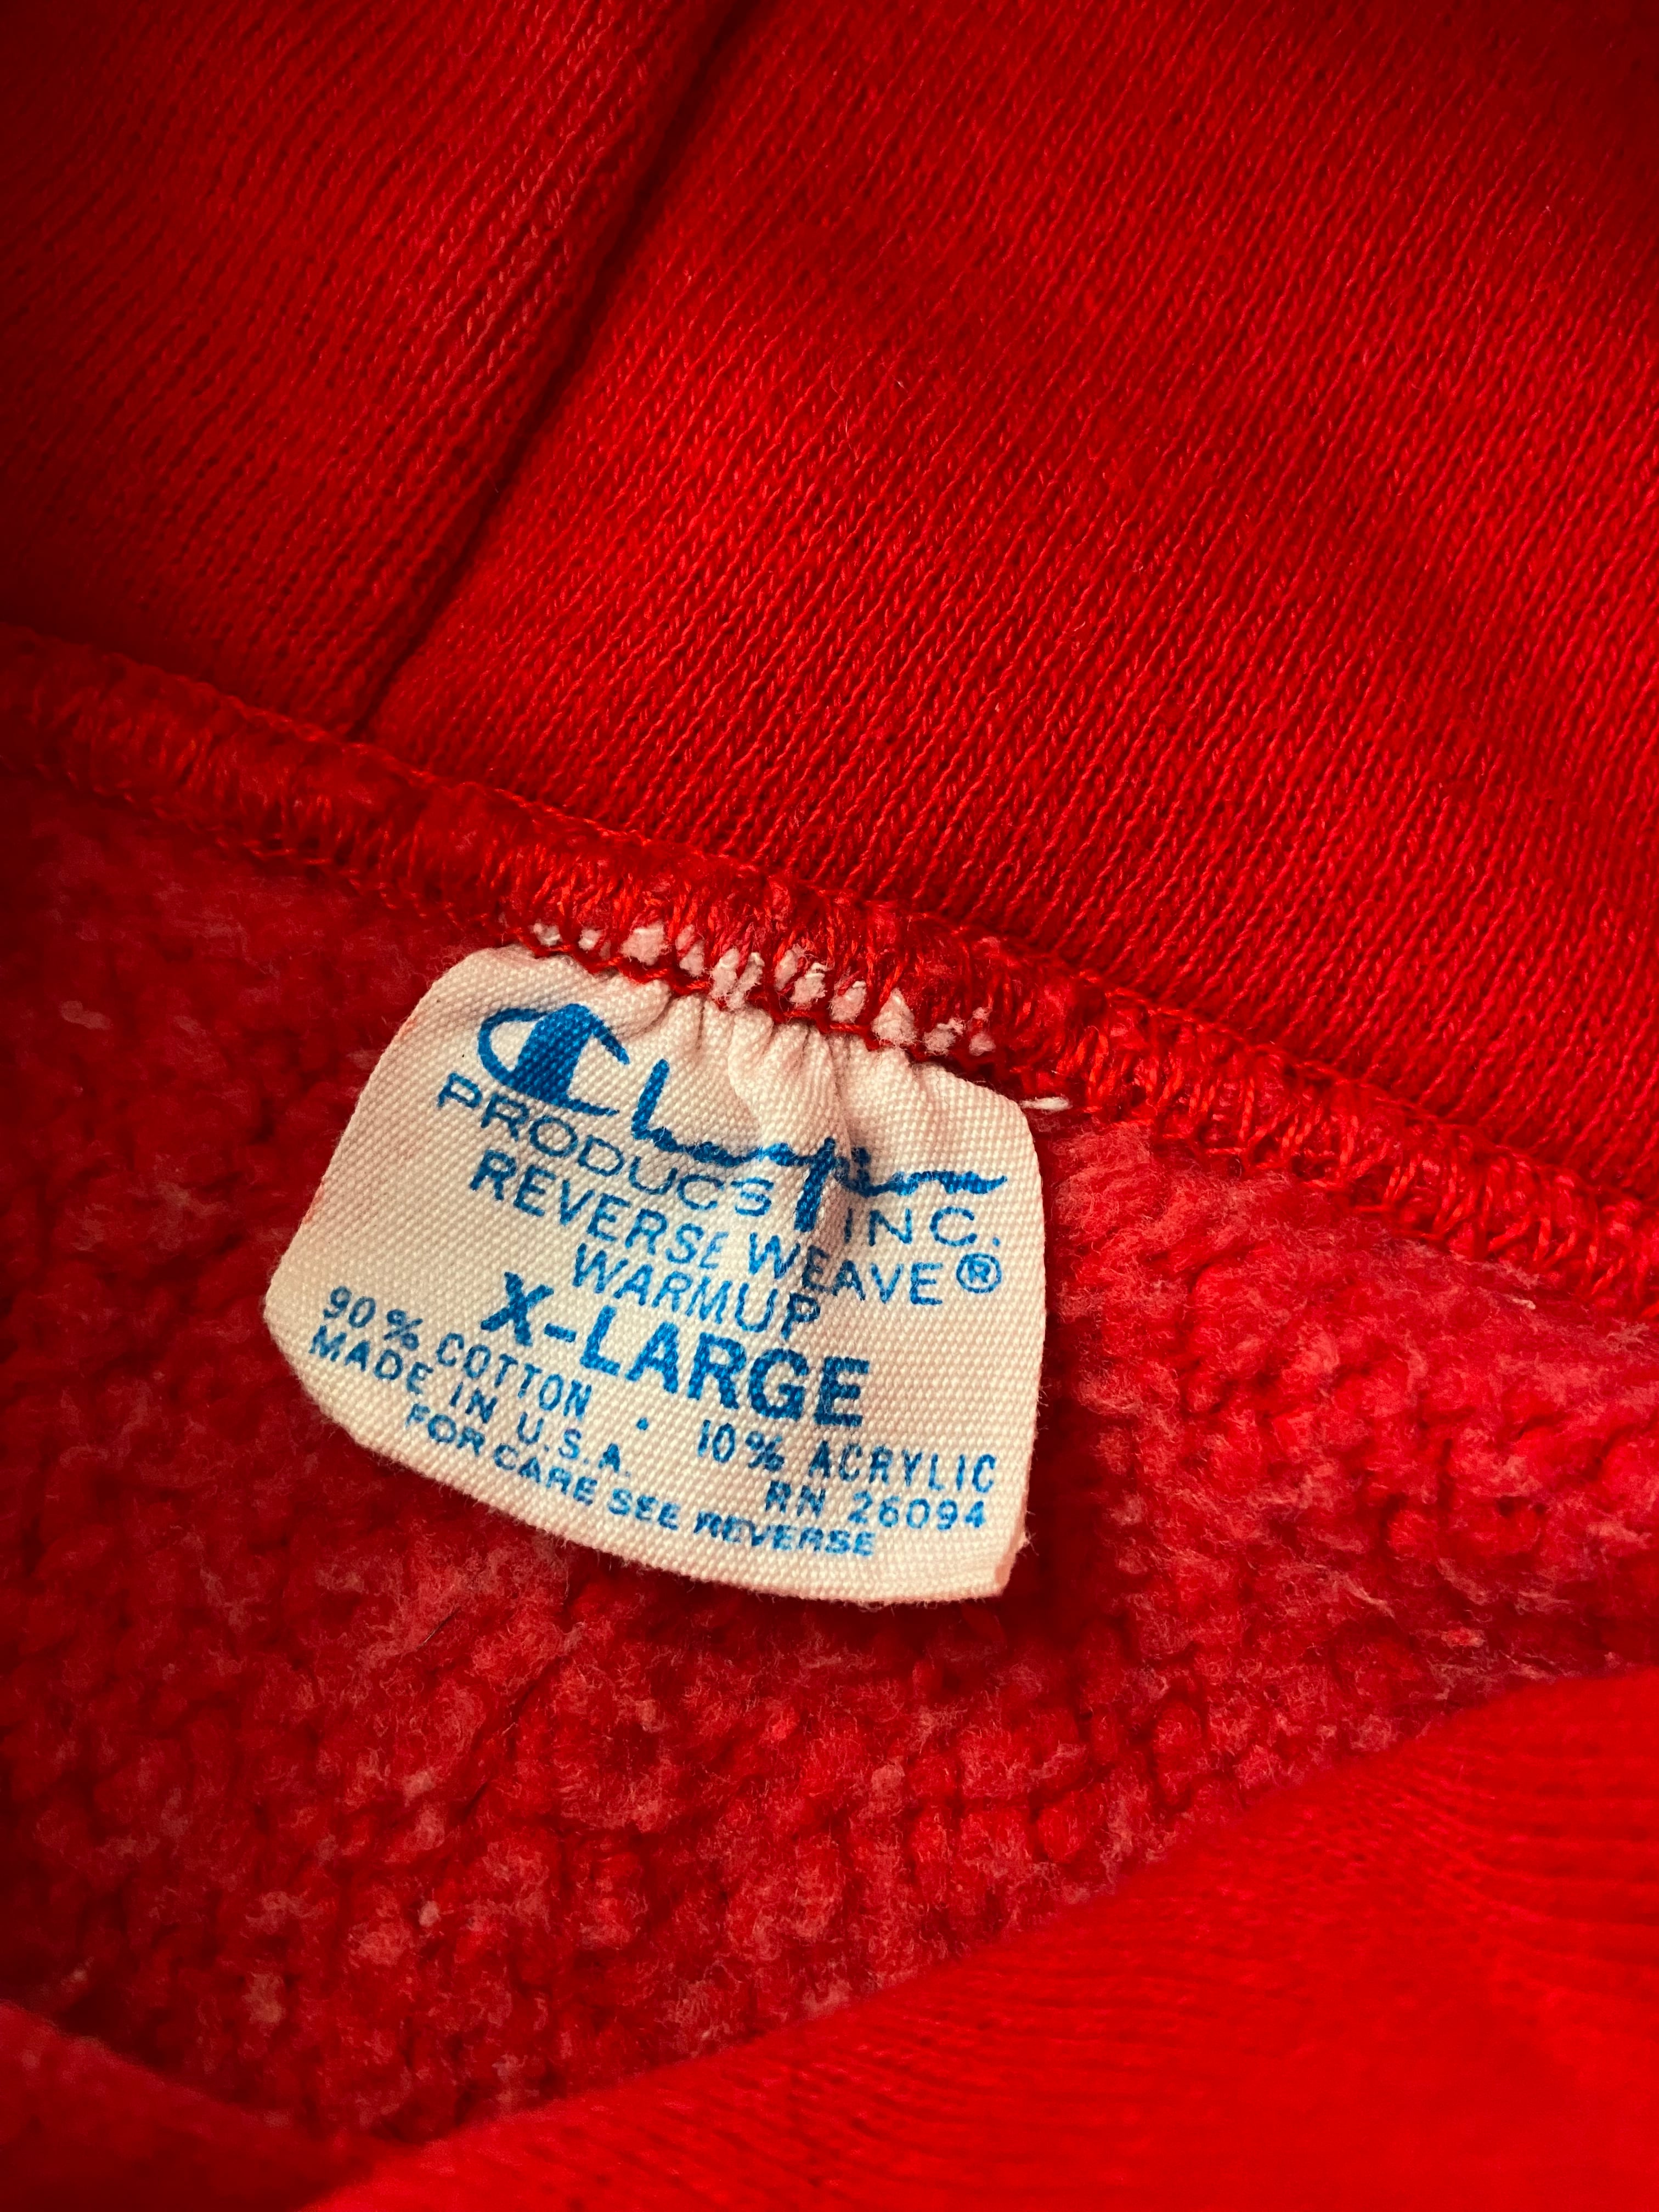 Champion
PRODUCTS INC.
REVERSE WEAVE®
WARMUP
X-LARGE
90% COTTON • 10% ACRYLIC
MADE IN U.S.A. RN 26094
FOR CARE SEE REVERSE